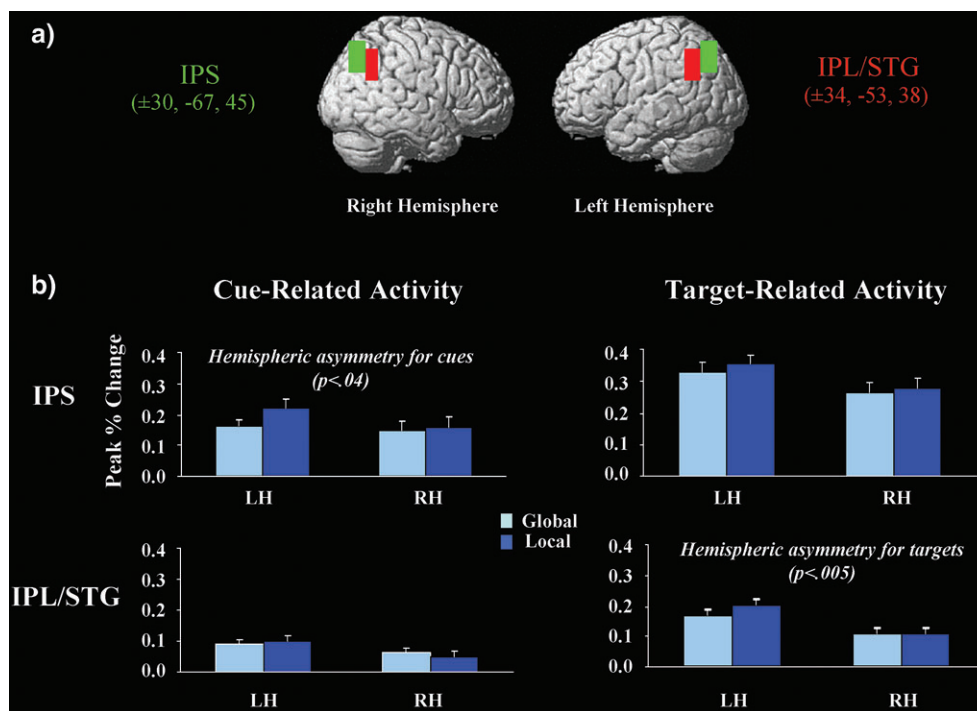 a)
IPS
(±30, -67, 45)
IPL/STG
(±34, -53, 38)
Right Hemisphere
Left Hemisphere
b)
Cue-Related Activity
Target-Related Activity
IPS
Peak % Change
0.4
0.3
0.2
0.1
0.0
Hemispheric asymmetry for cues
(p<.04)
LH
RH
0.4
0.3
0.2
0.1
0.0
LH
RH
Global
Local
IPL/STG
0.4
0.3
0.2
0.1
0.0
LH
RH
0.4
0.3
0.2
0.1
0.0
Hemispheric asymmetry for targets
(p<.005)
LH
RH